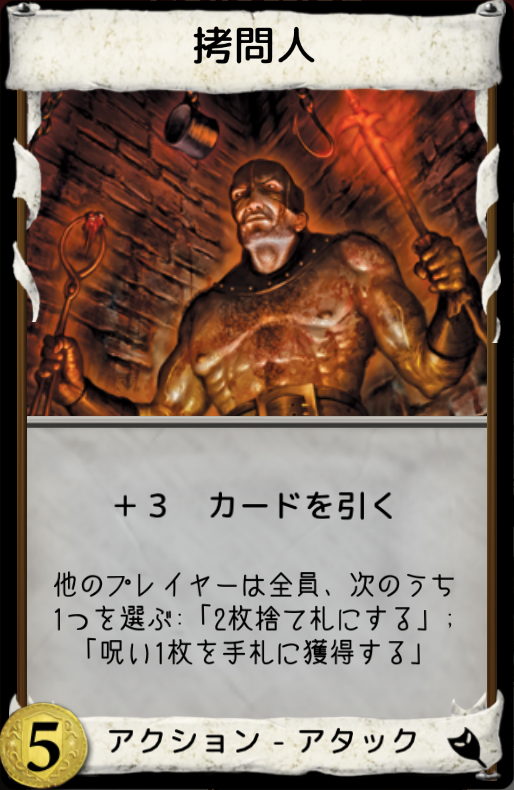 拷問人
＋３　カードを引く
他のプレイヤーは全員、次のうち
1つを選ぶ:「2枚捨て札にする」;
「呪い1枚を手札に獲得する」
5
アクション - アタック